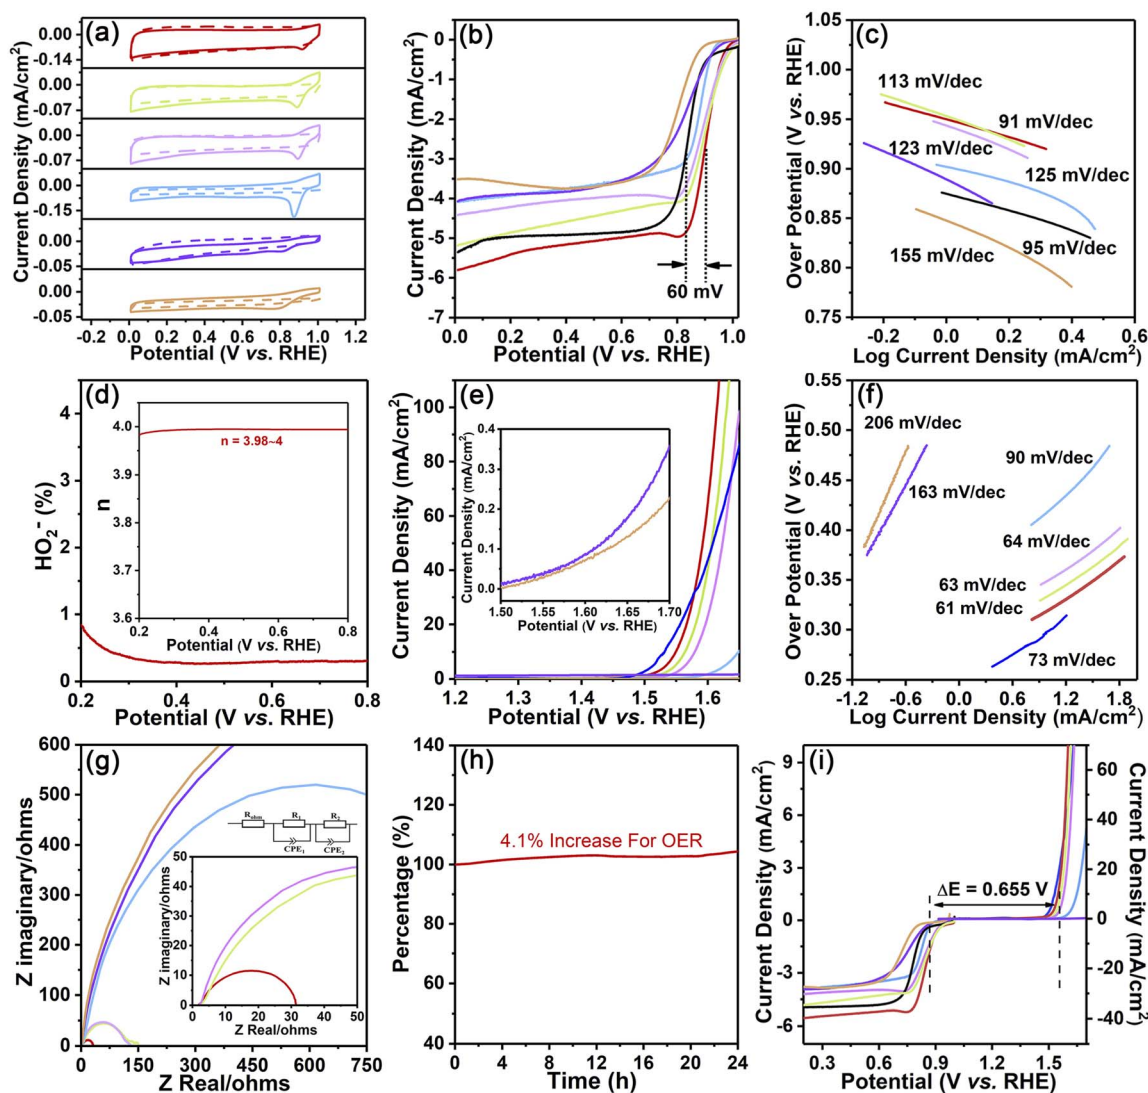 (a)
Current Density (mA/cm²)
0.00
-0.14
0.00
-0.07
0.00
-0.07
0.00
-0.15
0.00
-0.05
0.00
-0.05
-0.2 0.0 0.2 0.4 0.6 0.8 1.0 1.2
Potential (V vs. RHE)
(b)
Current Density (mA/cm²)
0
-1
-2
-3
-4
-5
-6
-7
60 mV
0.0 0.2 0.4 0.6 0.8 1.0
Potential (V vs. RHE)
(c)
Over Potential (V vs. RHE)
1.05
1.00
0.95
0.90
0.85
0.80
0.75
113 mV/dec
91 mV/dec
123 mV/dec
125 mV/dec
95 mV/dec
155 mV/dec
-0.2 0.0 0.2 0.4 0.6
Log Current Density (mA/cm²)
(d)
HO₂⁻ (%)
4
3
2
1
0
n
4.0
3.9
3.8
3.7
3.6
n = 3.98~4
0.2 0.4 0.6 0.8
Potential (V vs. RHE)
0.2 0.3 0.4 0.5 0.6 0.7 0.8
Potential (V vs. RHE)
(e)
Current Density (mA/cm²)
100
80
60
40
20
0
Current Density (mA/cm²)
0.4
0.3
0.2
0.1
0.0
1.50 1.55 1.60 1.65 1.70
Potential (V vs. RHE)
1.2 1.3 1.4 1.5 1.6
Potential (V vs. RHE)
(f)
Over Potential (V vs. RHE)
0.55
0.50
0.45
0.40
0.35
0.30
0.25
206 mV/dec
90 mV/dec
163 mV/dec
64 mV/dec
63 mV/dec
61 mV/dec
73 mV/dec
-1.2 -0.6 0.0 0.6 1.2 1.8
Log Current Density (mA/cm²)
(g)
Z imaginary/ohms
600
500
400
300
200
100
0
Rohm R₁ R₂
CPE₁ CPE₂
Z imaginary/ohms
50
40
30
20
10
0
0 10 20 30 40 50
Z Real/ohms
0 150 300 450 600 750
Z Real/ohms
(h)
Percentage (%)
140
120
100
80
60
40
4.1% Increase For OER
0 4 8 12 16 20 24
Time (h)
(i)
Current Density (mA/cm²)
9
6
3
0
-3
-6
ΔE = 0.655 V
60
40
20
0
-20
-40
Current Density (mA/cm²)
0.3 0.6 0.9 1.2 1.5
Potential (V vs. RHE)